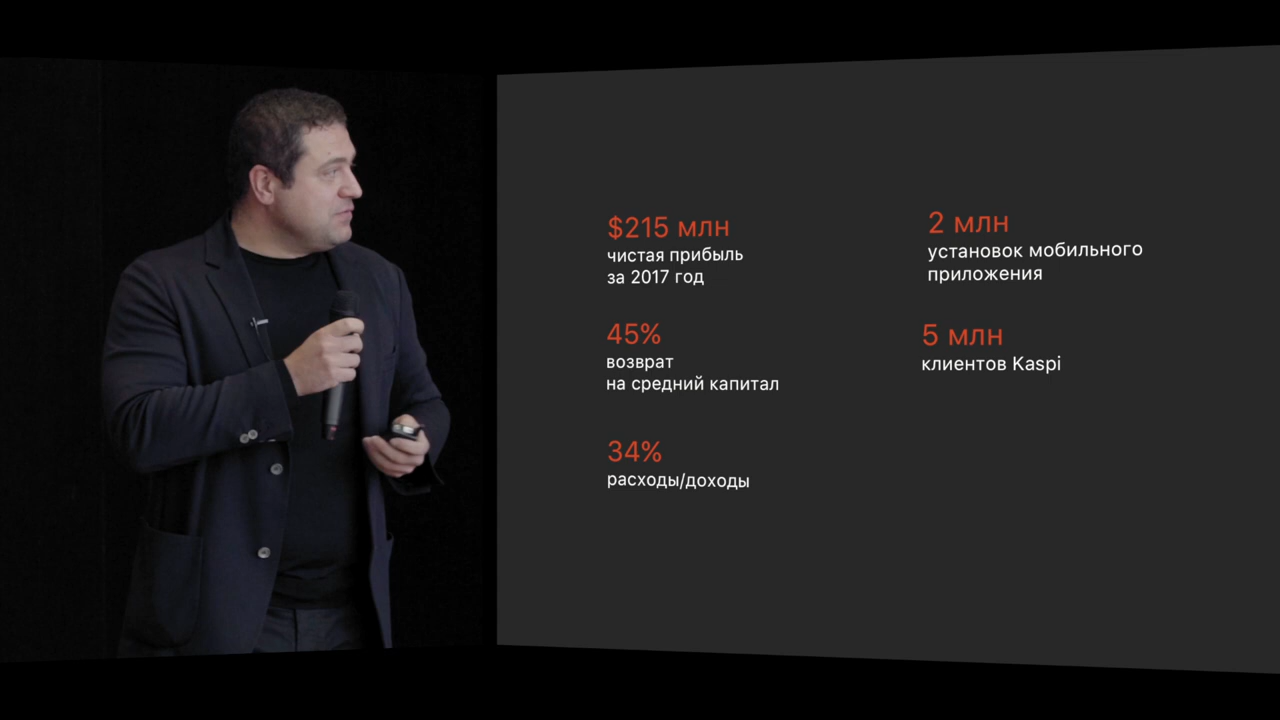 $215 млн
чистая прибыль
за 2017 год
45%
возврат
на средний капитал
34%
расходы/доходы
2 млн
установок мобильного
приложения
5 млн
клиентов Kaspi